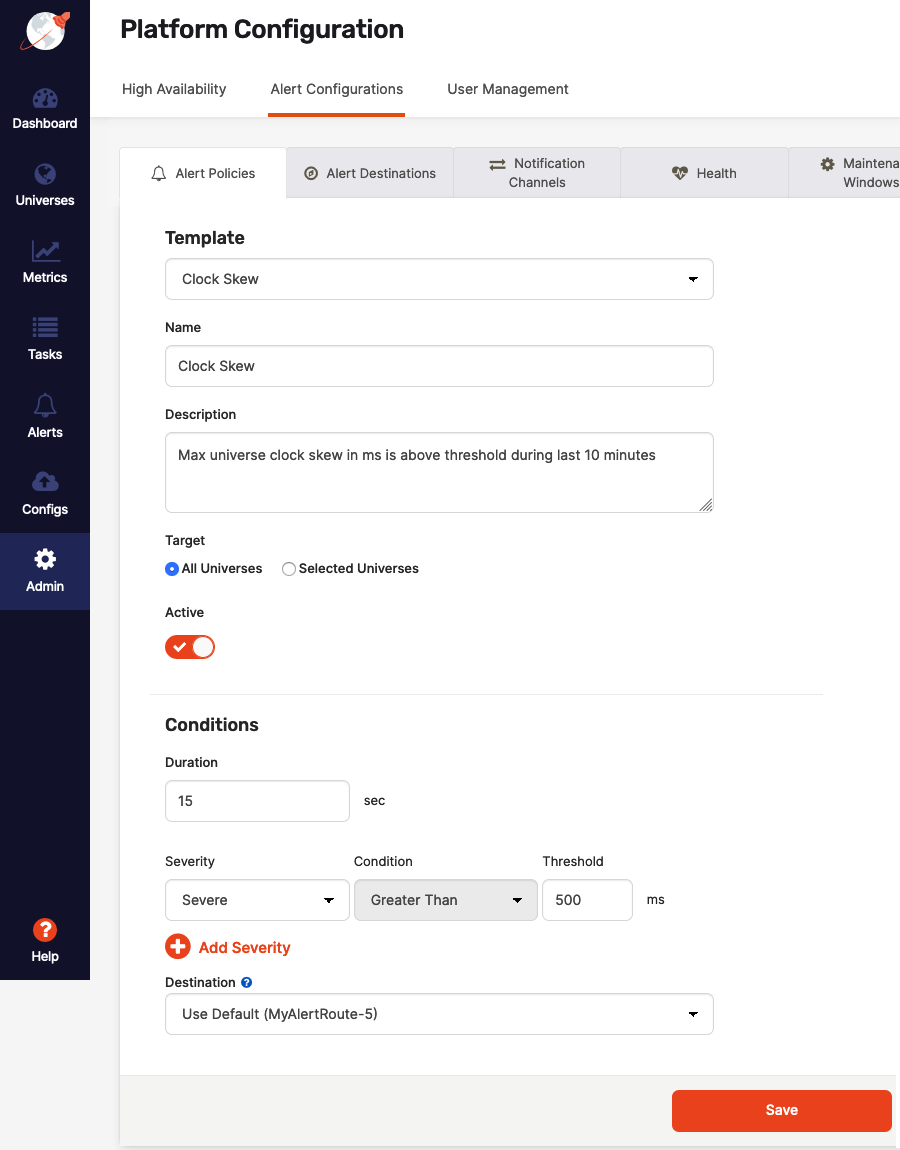 Platform Configuration
High Availability
Alert Configurations
User Management
Dashboard
Universes
Metrics
Tasks
Alerts
Configs
Admin
? Help
Alert Policies
Alert Destinations
Notification
Channels
Health
Maintena
Windows
Template
Clock Skew
Name
Clock Skew
Description
Max universe clock skew in ms is above threshold during last 10 minutes
Target
All Universes
Selected Universes
Active
Conditions
Duration
15 sec
Severity Condition Threshold
Severe Greater Than 500 ms
Add Severity
Destination ?
Use Default (MyAlertRoute-5)
Save